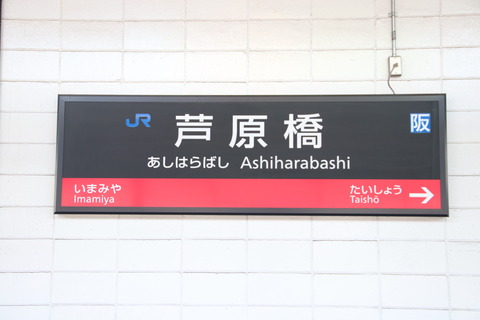 JR 芦原橋 阪
あしはらばし Ashiharabashi
いまみや たいしょう
Imamiya Taishō